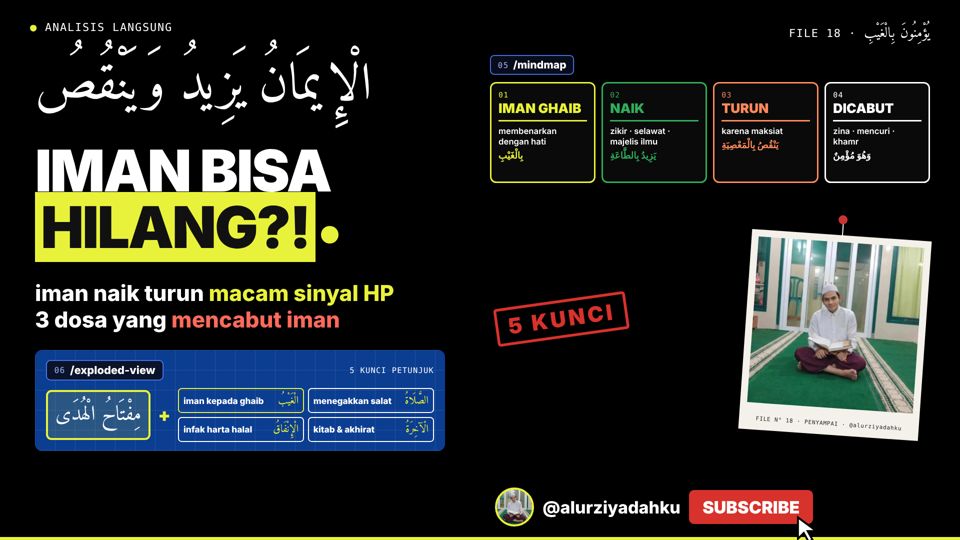 ANALISIS LANGSUNG
الْإِيمَانُ يَزِيدُ وَيَنْقُصُ
IMAN BISA
HILANG?!
iman naik turun macam sinyal HP
3 dosa yang mencabut iman
06 /exploded-view
5 KUNCI PETUNJUK
مِفْتَاحُ الْهُدَى
+
iman kepada ghaib الْغَيْبُ
menegakkan salat الصَّلَاةُ
infak harta halal الْإِنْفَاقُ
kitab & akhirat الْآخِرَةُ
FILE 18 · يُؤْمِنُونَ بِالْغَيْبِ
05 /mindmap
01
IMAN GHAIB
membenarkan
dengan hati
بِالْغَيْبِ
02
NAIK
zikir · selawat ·
majelis ilmu
يَزِيدُ بِالطَّاعَةِ
03
TURUN
karena maksiat
يَنْقُصُ بِالْمَعْصِيَةِ
04
DICABUT
zina · mencuri ·
khamr
وَهُوَ مُؤْمِنٌ
5 KUNCI
FILE N° 18 · PENYAMPAI · @alurziyadahku
@alurziyadahku
SUBSCRIBE